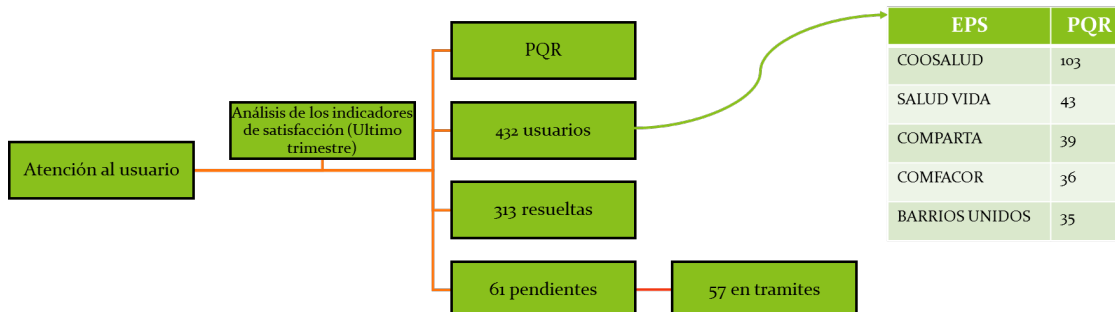 Atención al usuario
Análisis de los indicadores
de satisfacción (Ultimo
trimestre)
PQR
432 usuarios
313 resueltas
61 pendientes
57 en tramites
EPS PQR
COOSALUD 103
SALUD VIDA 43
COMPARTA 39
COMFACOR 36
BARRIOS UNIDOS 35